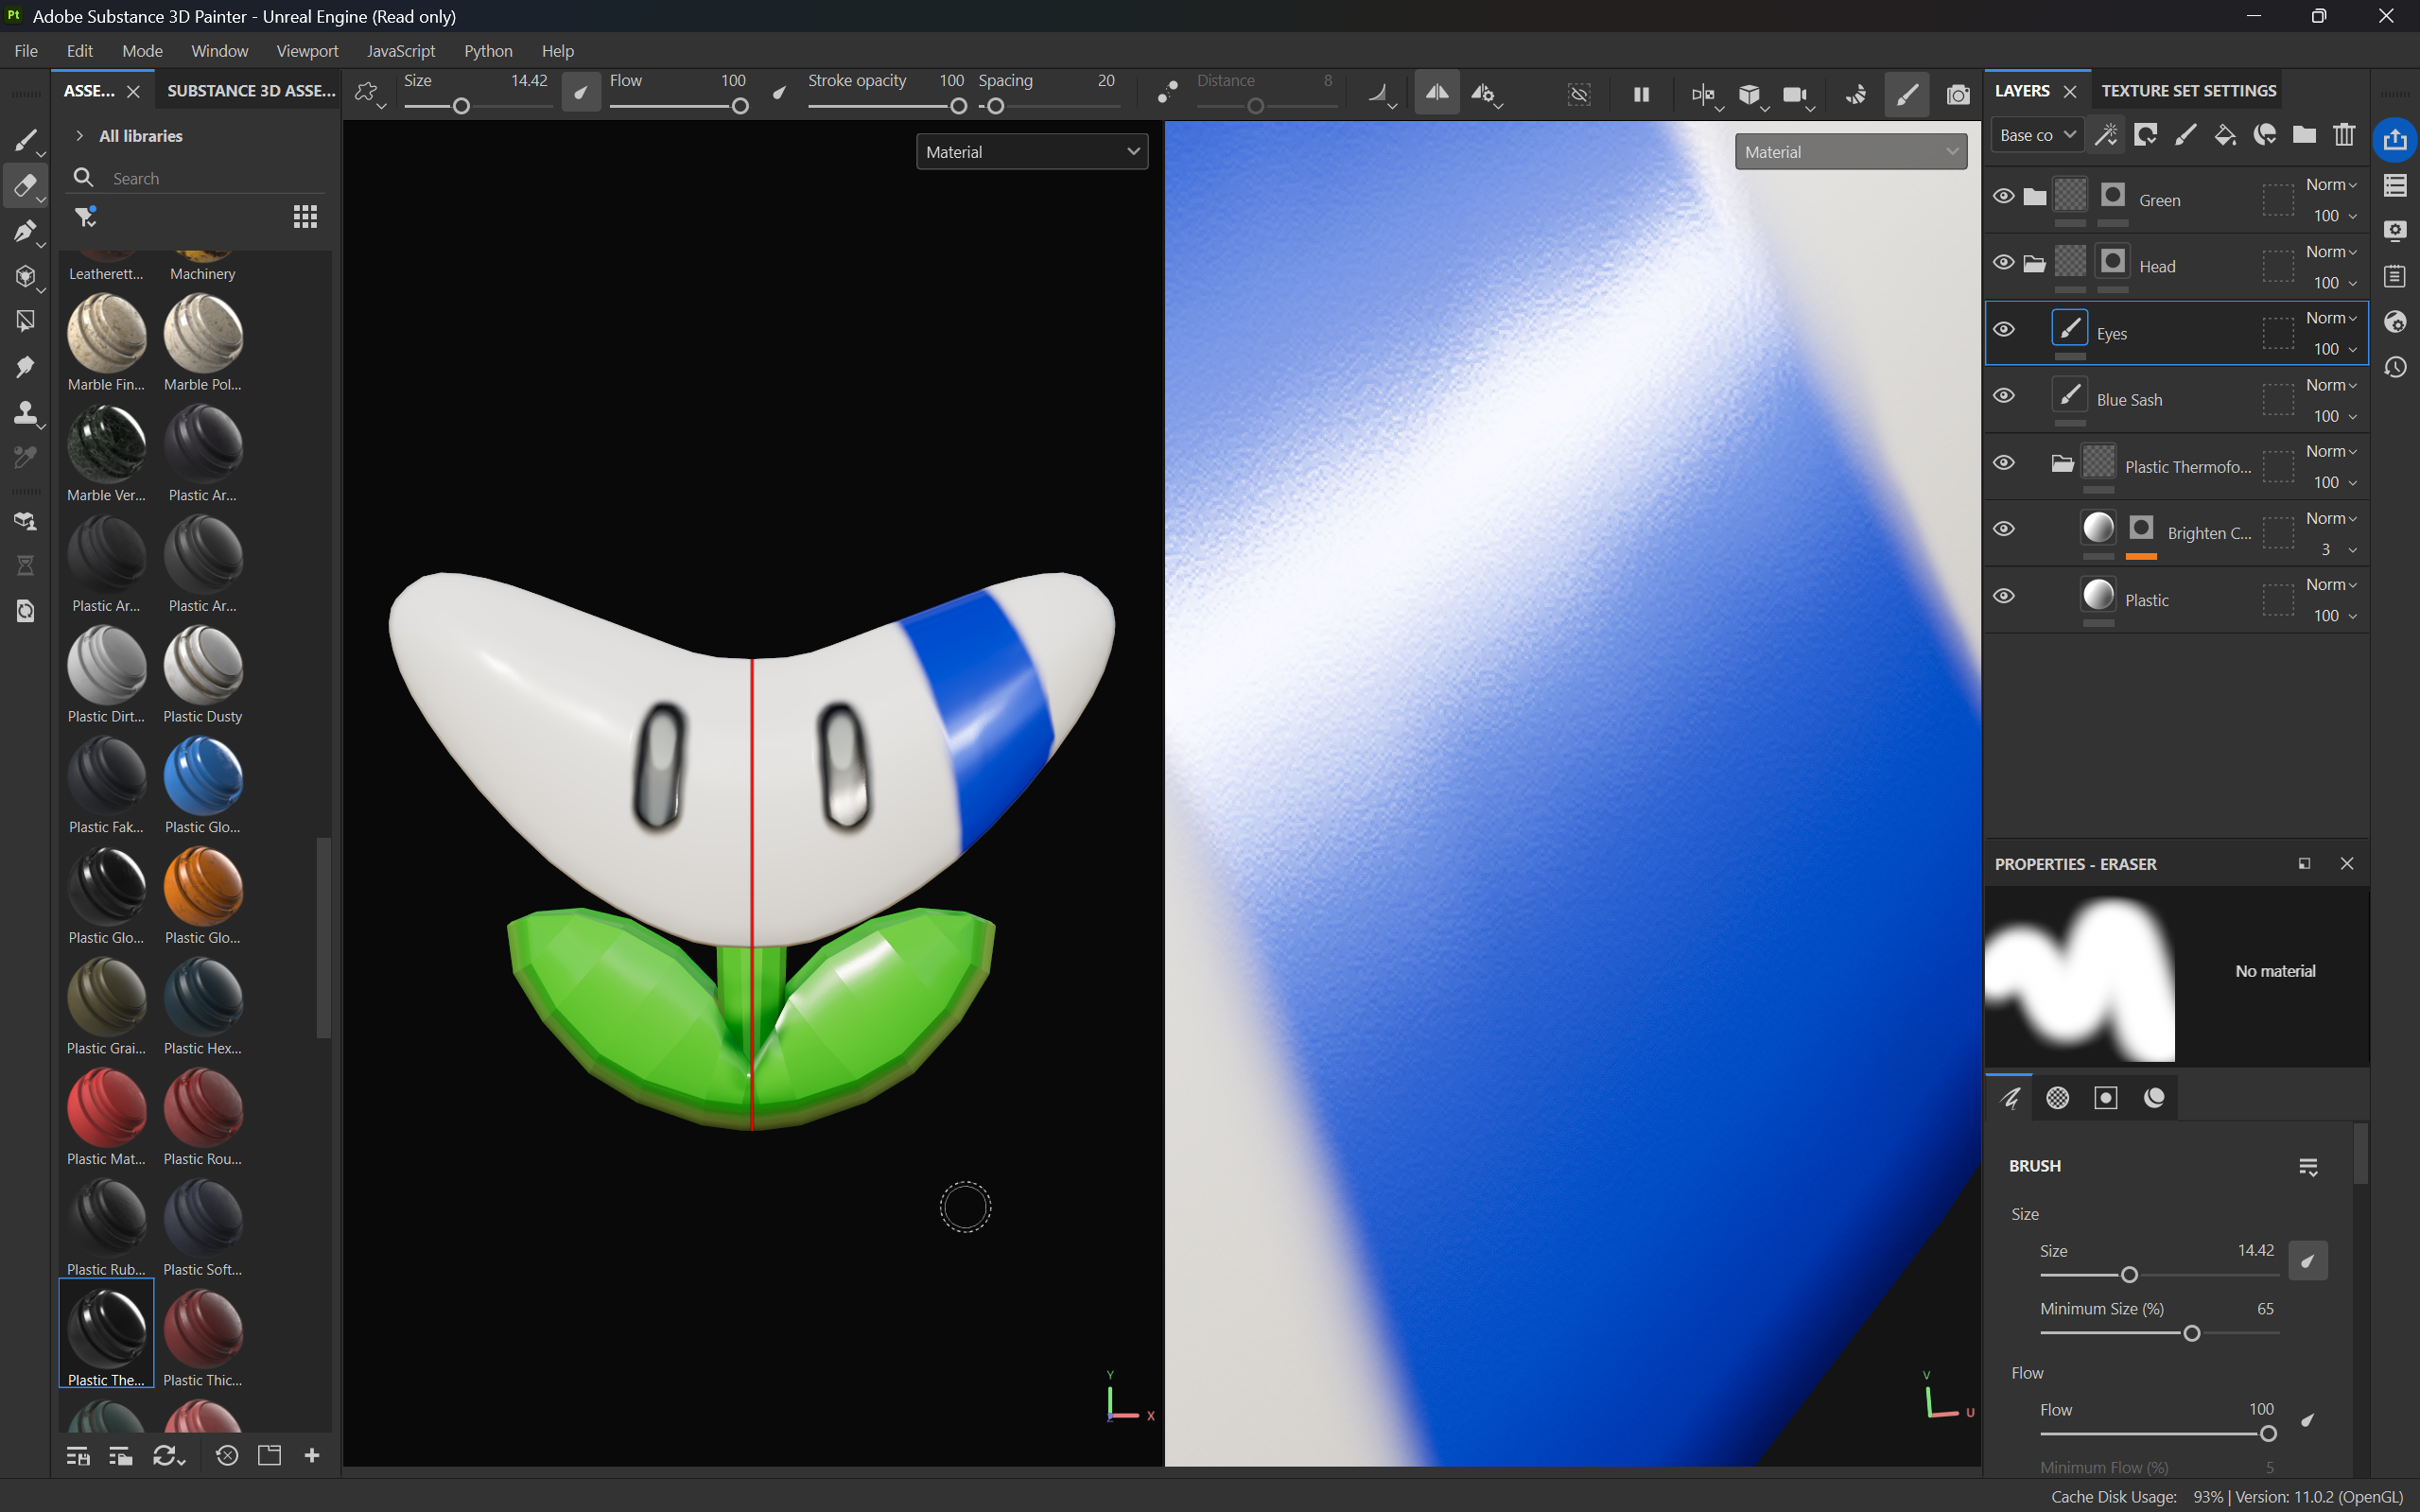 Pt Adobe Substance 3D Painter - Unreal Engine (Read only)
File Edit Mode Window Viewport JavaScript Python Help
ASSE... SUBSTANCE 3D ASSE...
Size 14.42 Flow 100 Stroke opacity 100 Spacing 20 Distance 8
LAYERS TEXTURE SET SETTINGS
All libraries
Search
Base co
Material
Material
Leatherett... Machinery
Marble Fin... Marble Pol...
Marble Ver... Plastic Ar...
Plastic Ar... Plastic Ar...
Plastic Dirt... Plastic Dusty
Plastic Fak... Plastic Glo...
Plastic Glo... Plastic Glo...
Plastic Grai... Plastic Hex...
Plastic Mat... Plastic Rou...
Plastic Rub... Plastic Soft...
Plastic The... Plastic Thic...
Y
X
V
U
Green Norm 100
Head Norm 100
Eyes Norm 100
Blue Sash Norm 100
Plastic Thermofo... Norm 100
Brighten C... Norm 3
Plastic Norm 100
PROPERTIES - ERASER
No material
BRUSH
Size
Size 14.42
Minimum Size (%) 65
Flow
Flow 100
Minimum Flow (%) 5
Cache Disk Usage: 93% | Version: 11.0.2 (OpenGL)